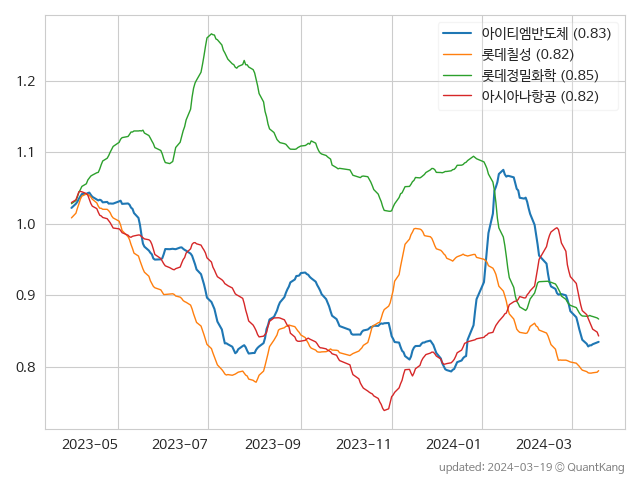 아이티엠반도체 (0.83)
롯데칠성 (0.82)
롯데정밀화학 (0.85)
아시아나항공 (0.82)
1.2
1.1
1.0
0.9
0.8
2023-05 2023-07 2023-09 2023-11 2024-01 2024-03
updated: 2024-03-19 © QuantKang